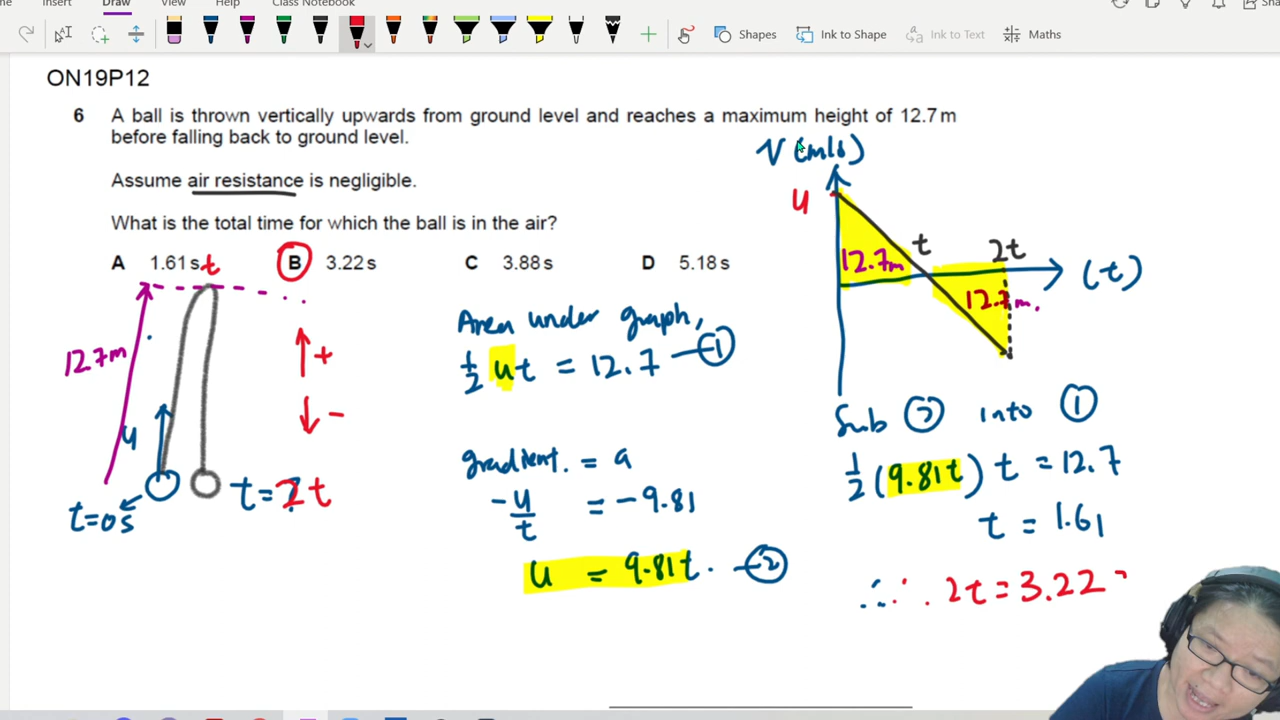 Insert Draw View Help Class Notebook
Shapes Ink to Shape Ink to Text Maths
ON19P12
6 A ball is thrown vertically upwards from ground level and reaches a maximum height of 12.7 m
before falling back to ground level.
Assume air resistance is negligible.
What is the total time for which the ball is in the air?
A 1.61 s B 3.22 s C 3.88 s D 5.18 s
t
12.7m
u
+
-
t=0s
t=2t
Area under graph,
½ut = 12.7 ①
gradient = a
-u/t = -9.81
u = 9.81t. ②
V (m/s)
u
t
2t
(t)
12.7m
12.7m.
Sub ② into ①
½(9.81t) t = 12.7
t = 1.61
∴ 2t = 3.22